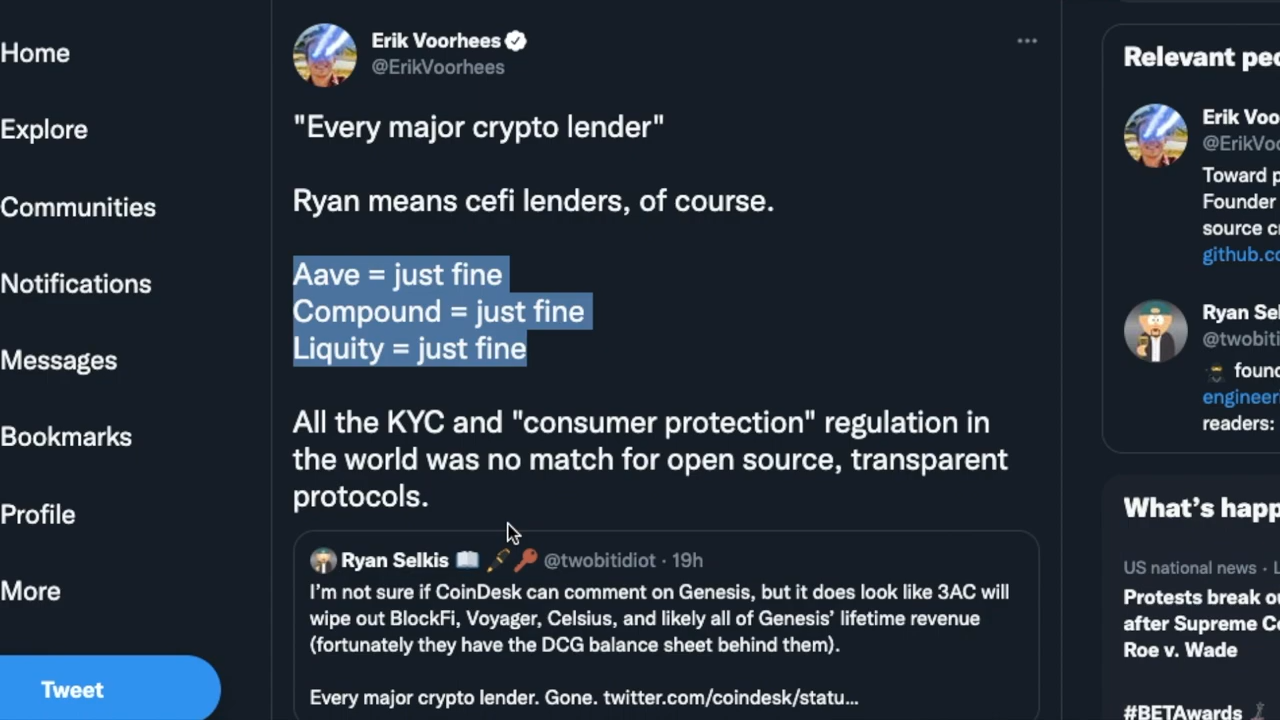 Home
Explore
Communities
Notifications
Messages
Bookmarks
Profile
More
Tweet
Erik Voorhees
@ErikVoorhees
"Every major crypto lender"
Ryan means cefi lenders, of course.
Aave = just fine
Compound = just fine
Liquity = just fine
All the KYC and "consumer protection" regulation in
the world was no match for open source, transparent
protocols.
Ryan Selkis 📖 🖋️ 🔑 @twobitidiot · 19h
I'm not sure if CoinDesk can comment on Genesis, but it does look like 3AC will
wipe out BlockFi, Voyager, Celsius, and likely all of Genesis' lifetime revenue
(fortunately they have the DCG balance sheet behind them).
Every major crypto lender. Gone. twitter.com/coindesk/statu…
Relevant peo
Erik Voo
@ErikVoo
Toward p
Founder
source cr
github.co
Ryan Sel
@twobiti
found
engineer
readers:
What's happ
US national news ·
Protests break ou
after Supreme Co
Roe v. Wade
#BETAwards